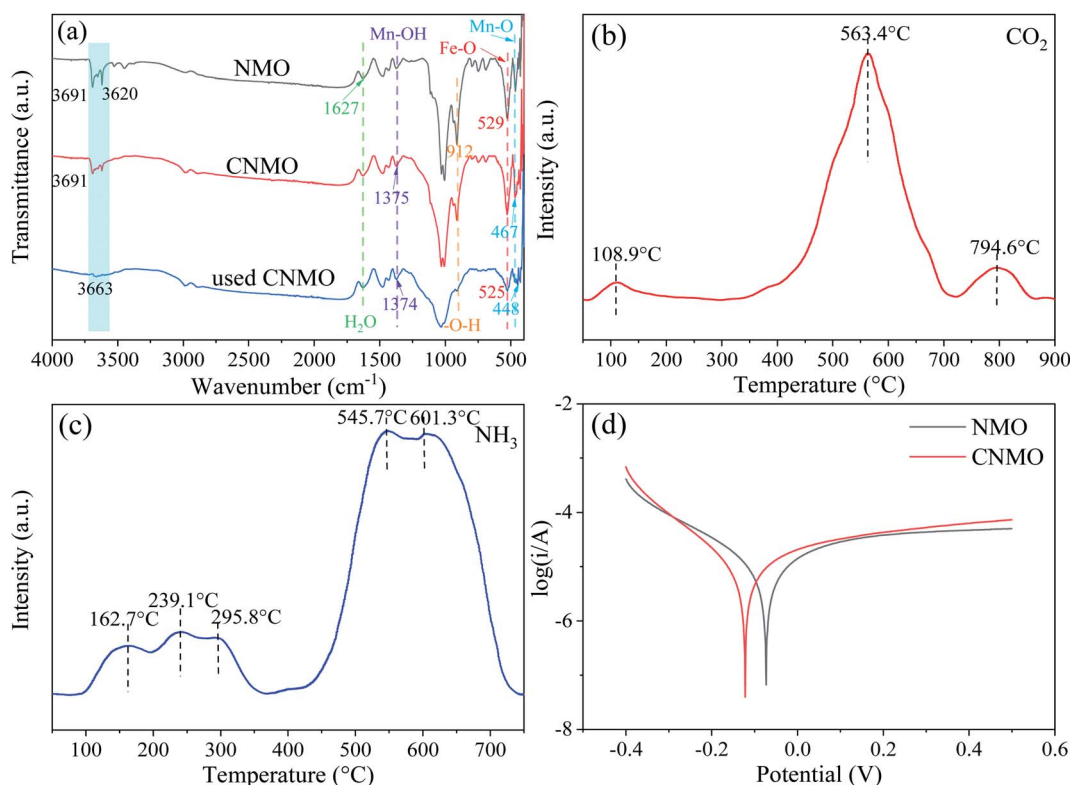 (a)
Mn-OH
Mn-O
Fe-O
NMO
3691
3620
1627
529
912
CNMO
3691
1375
467
used CNMO
3663
1374
525
448
H₂O
-O-H
Transmittance (a.u.)
4000 3500 3000 2500 2000 1500 1000 500
Wavenumber (cm⁻¹)
(b)
563.4°C
CO₂
108.9°C
794.6°C
Intensity (a.u.)
100 200 300 400 500 600 700 800 900
Temperature (°C)
(c)
545.7°C
601.3°C
NH₃
162.7°C
239.1°C
295.8°C
Intensity (a.u.)
100 200 300 400 500 600 700
Temperature (°C)
(d)
NMO
CNMO
-2
-4
-6
-8
log(i/A)
-0.4 -0.2 0.0 0.2 0.4 0.6
Potential (V)